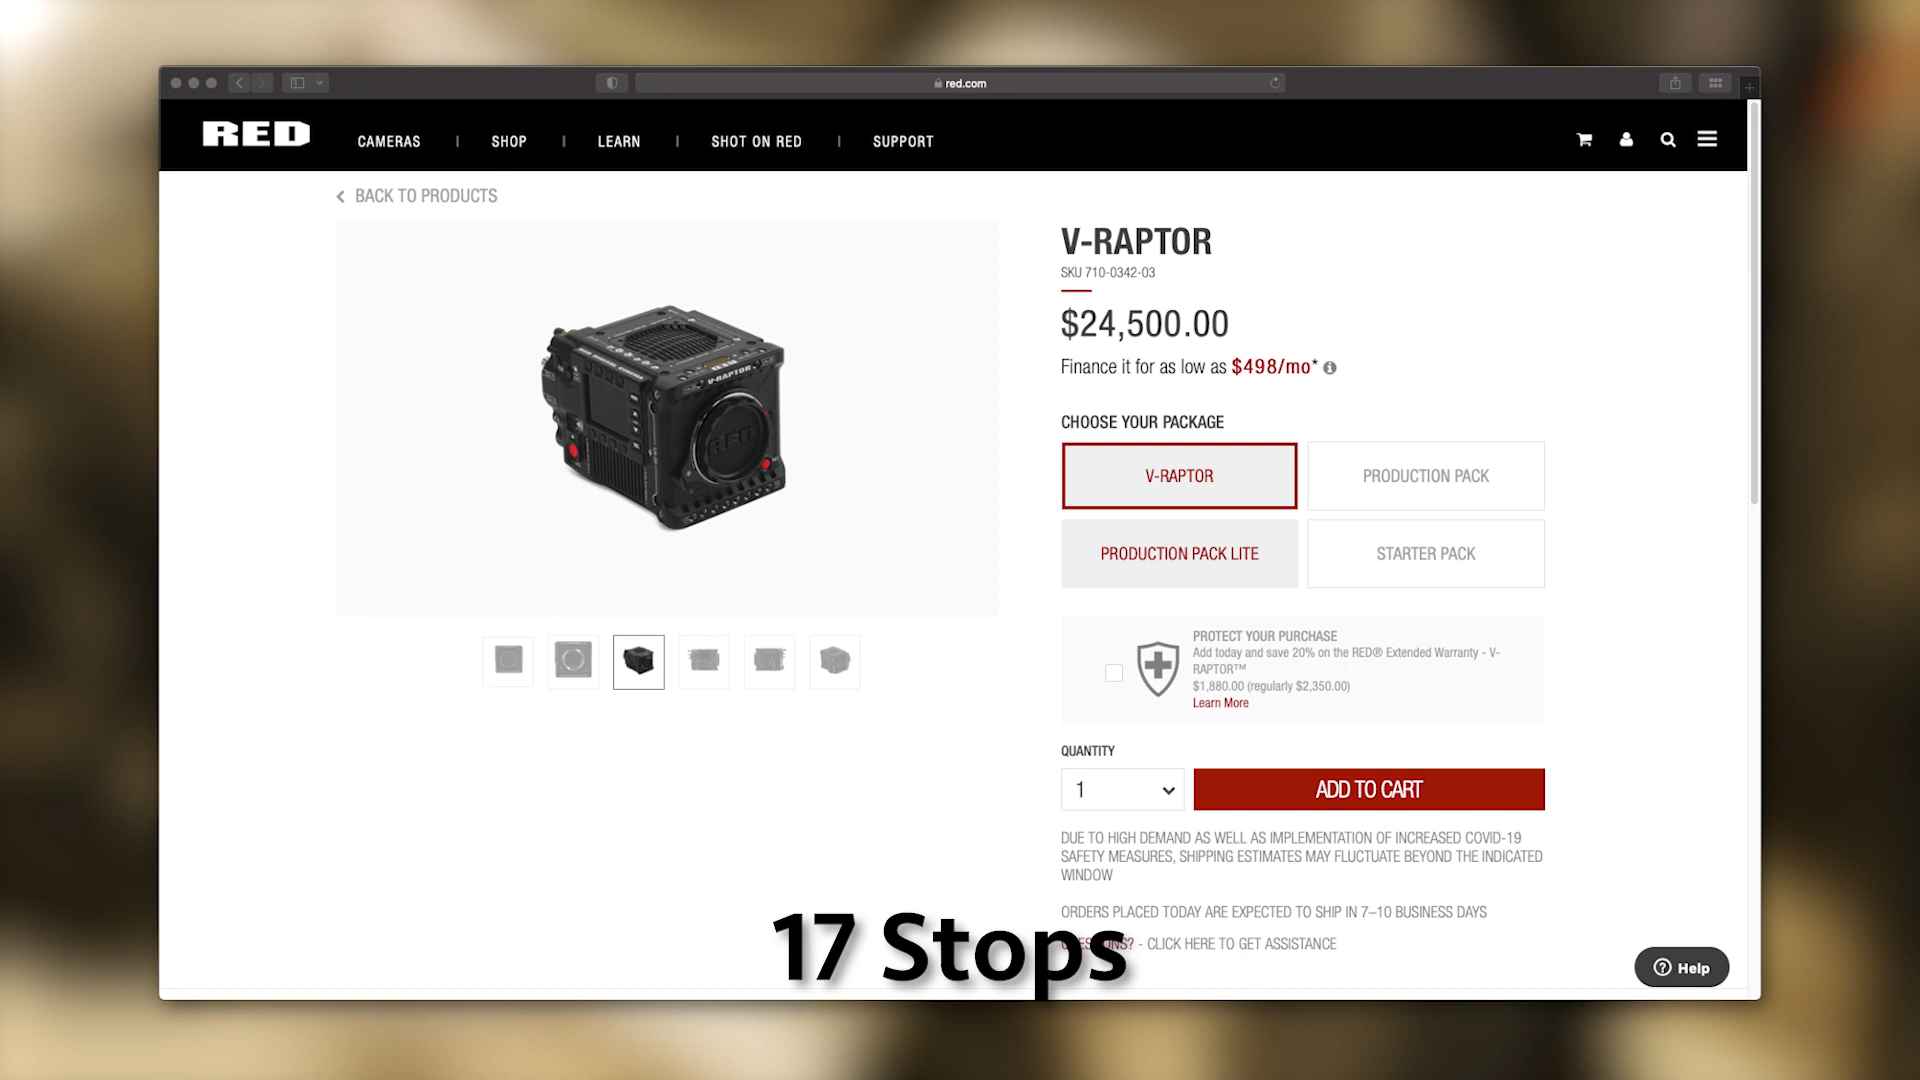 red.com
RED
CAMERAS | SHOP | LEARN | SHOT ON RED | SUPPORT
BACK TO PRODUCTS
V-RAPTOR
SKU 710-0342-03
$24,500.00
Finance it for as low as $498/mo*
CHOOSE YOUR PACKAGE
V-RAPTOR
PRODUCTION PACK
PRODUCTION PACK LITE
STARTER PACK
PROTECT YOUR PURCHASE
Add today and save 20% on the RED® Extended Warranty - V-
RAPTOR™
$1,880.00 (regularly $2,350.00)
Learn More
QUANTITY
1
ADD TO CART
DUE TO HIGH DEMAND AS WELL AS IMPLEMENTATION OF INCREASED COVID-19
SAFETY MEASURES, SHIPPING ESTIMATES MAY FLUCTUATE BEYOND THE INDICATED
WINDOW
ORDERS PLACED TODAY ARE EXPECTED TO SHIP IN 7–10 BUSINESS DAYS
QUESTIONS? - CLICK HERE TO GET ASSISTANCE
17 Stops
Help
RED
V-RAPTOR
RED